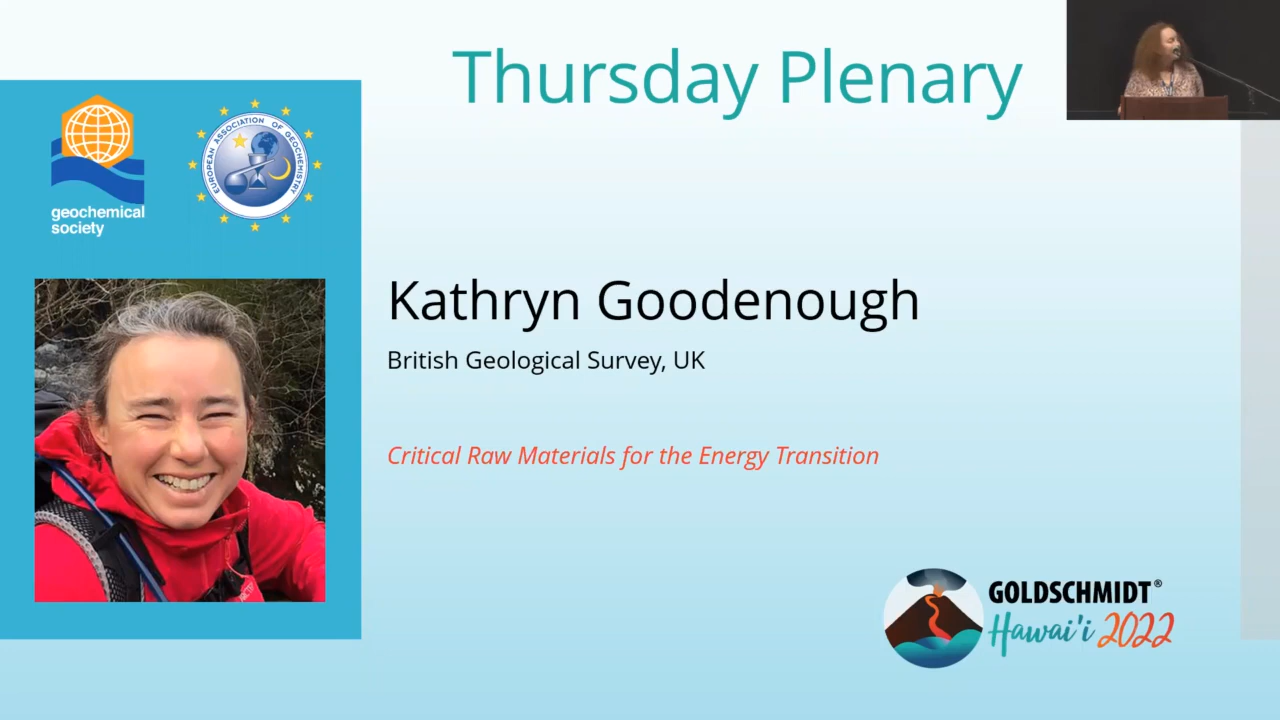 Thursday Plenary
geochemical
society
EUROPEAN ASSOCIATION OF GEOCHEMISTRY
Kathryn Goodenough
British Geological Survey, UK
Critical Raw Materials for the Energy Transition
GOLDSCHMIDT®
Hawai'i 2022